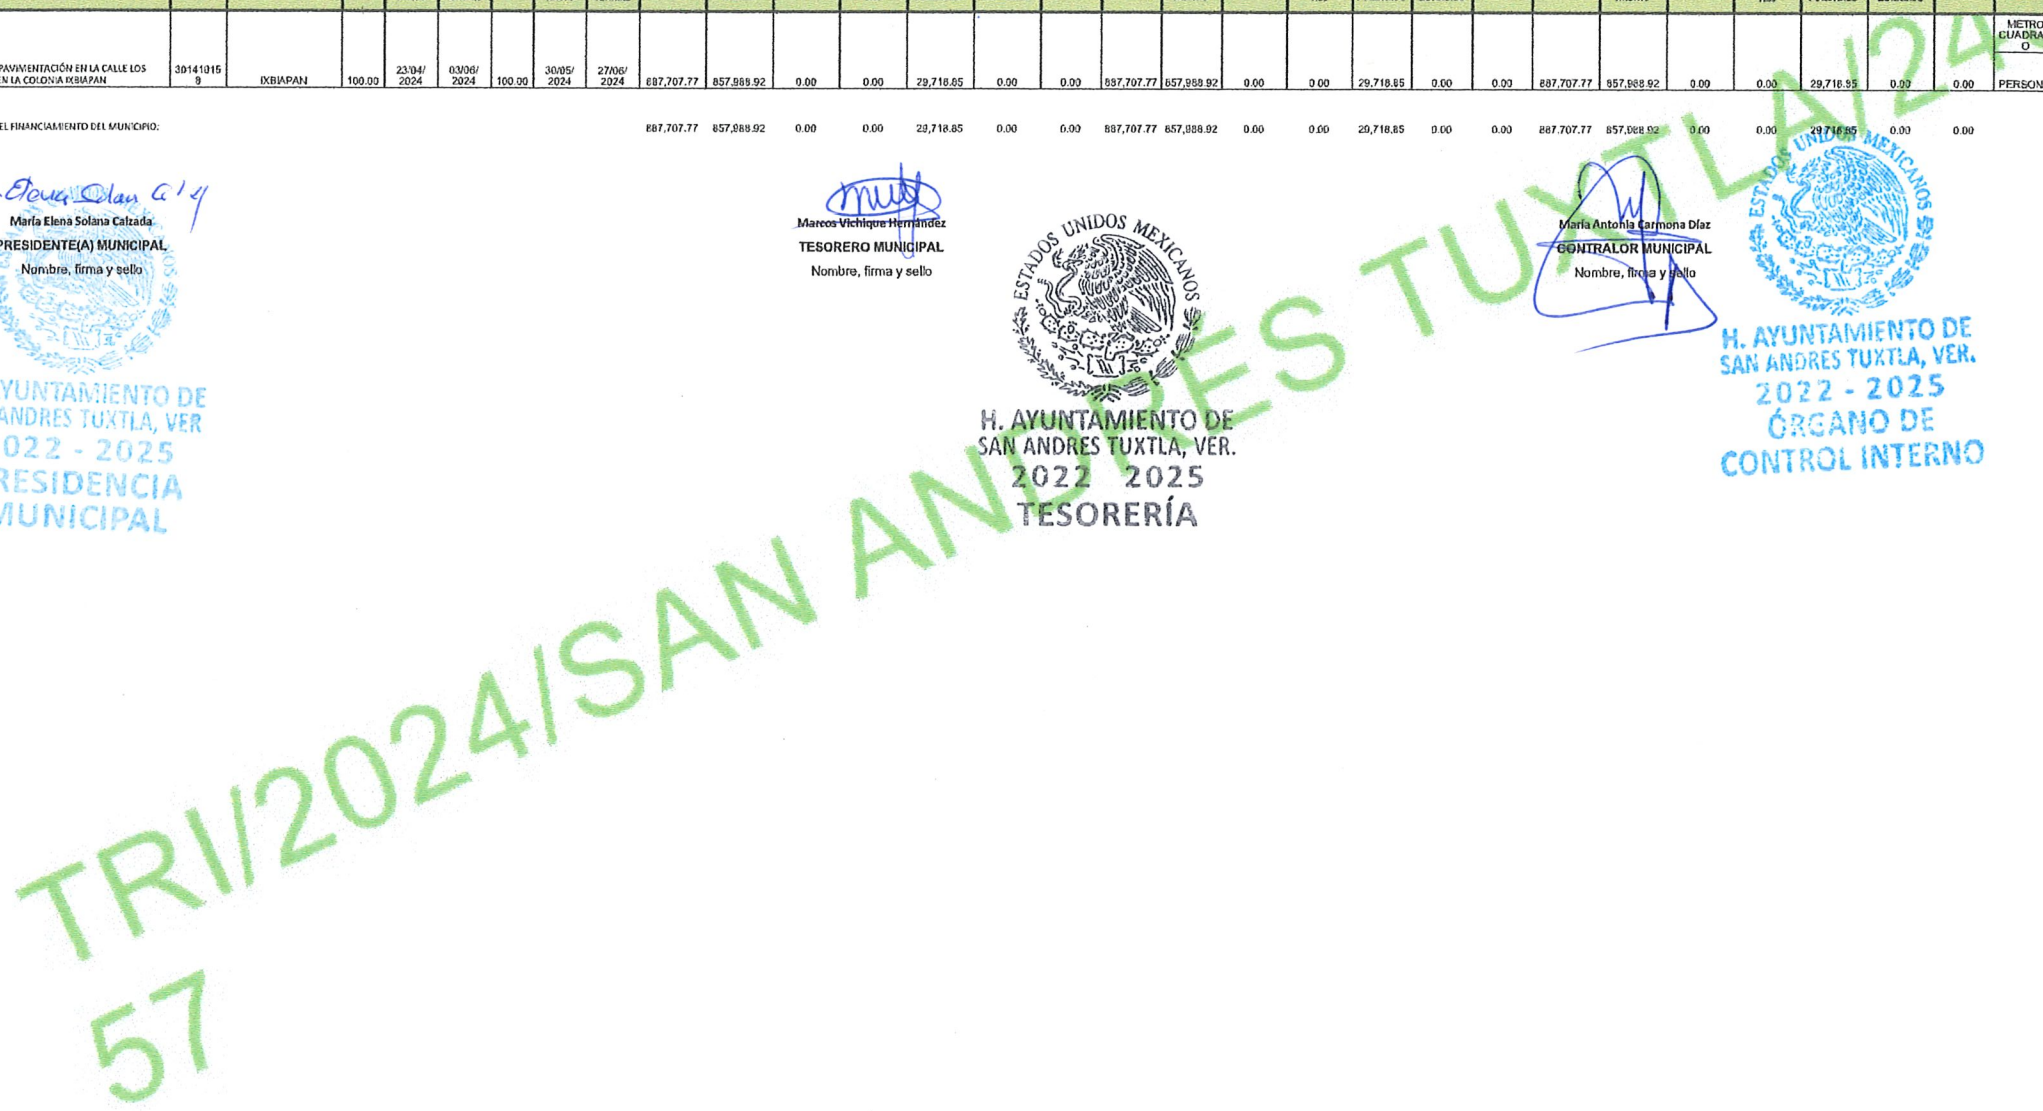 METRO
CUADRAD
O
PAVIMENTACIÓN EN LA CALLE LOS
EN LA COLONIA IXBIAPAN
30141015
8
IXBIAPAN 100.00 23/04/2024 03/06/2024 100.00 30/05/2024 27/06/2024 887,707.77 857,988.92 0.00 0.00 29,718.85 0.00 0.00 887,707.77 857,988.92 0.00 0.00 29,718.85 0.00 0.00 887,707.77 857,988.92 0.00 0.00 29,718.85 0.00 0.00 PERSON
EL FINANCIAMIENTO DEL MUNICIPIO:
887,707.77 857,988.92 0.00 0.00 29,718.85 0.00 0.00 887,707.77 857,988.92 0.00 0.00 29,718.85 0.00 0.00 887,707.77 857,988.92 0.00 0.00 29,718.85 0.00 0.00
María Elena Solana Calzada
PRESIDENTE(A) MUNICIPAL
Nombre, firma y sello
AYUNTAMIENTO DE
ANDRES TUXTLA, VER
022 - 2025
RESIDENCIA
MUNICIPAL
Marcos Vichique Hernández
TESORERO MUNICIPAL
Nombre, firma y sello
ESTADOS UNIDOS MEXICANOS
H. AYUNTAMIENTO DE
SAN ANDRES TUXTLA, VER.
2022 2025
TESORERÍA
María Antonia Carmona Díaz
CONTRALOR MUNICIPAL
Nombre, firma y sello
ESTADOS UNIDOS MEXICANOS
H. AYUNTAMIENTO DE
SAN ANDRES TUXTLA, VER.
2022 - 2025
ÓRGANO DE
CONTROL INTERNO
TRI/2024/SAN ANDRÉS TUXTLA/24
57